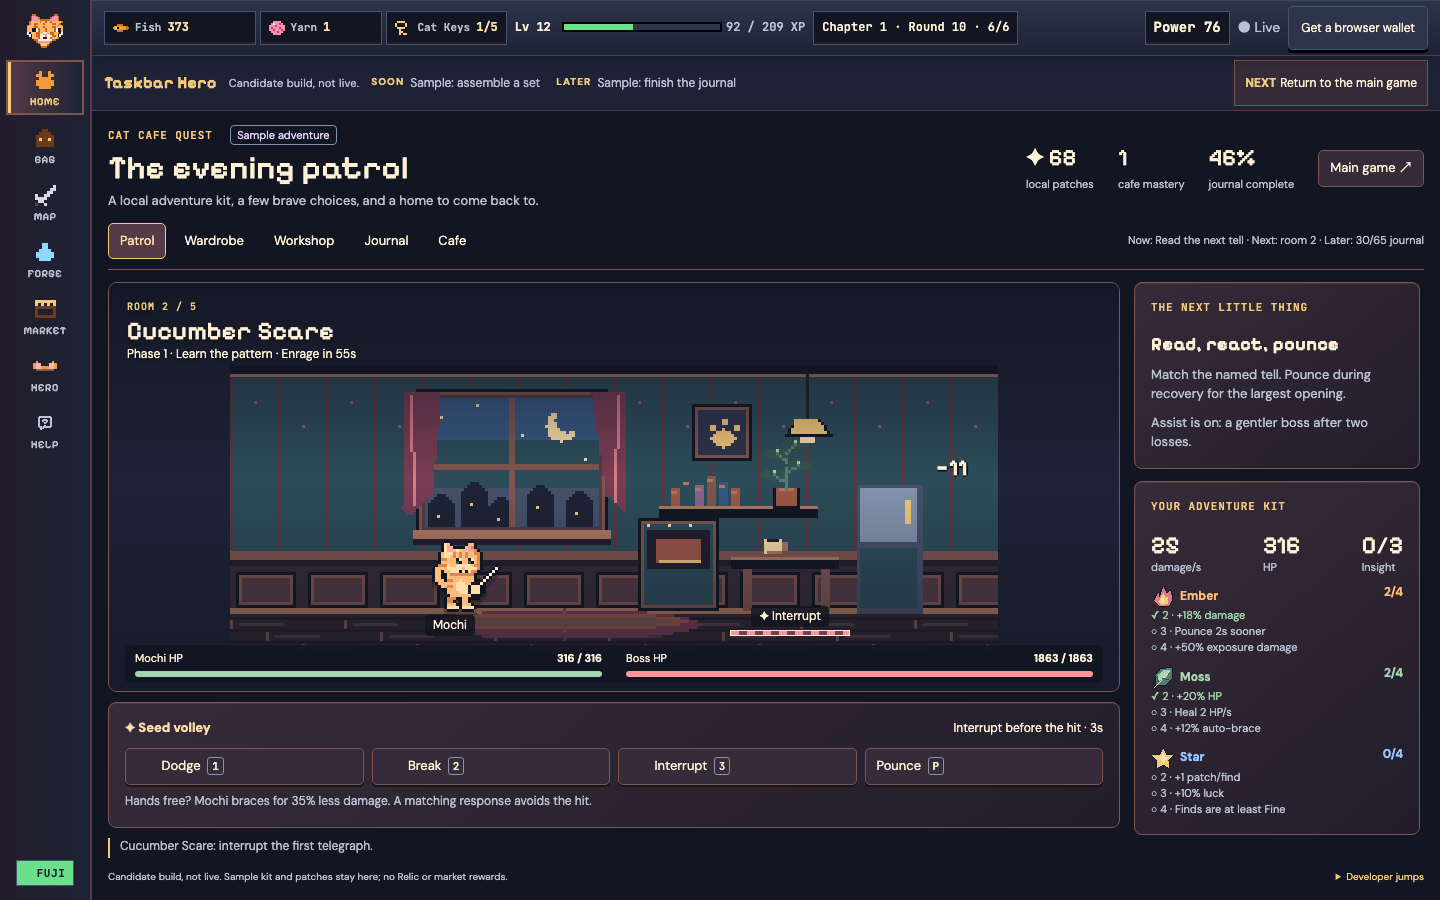 Fish 373
Yarn 1
Cat Keys 1/5
Lv 12
92 / 209 XP
Chapter 1 · Round 10 · 6/6
Power 76
Live
Get a browser wallet
HOME
BAG
MAP
FORGE
MARKET
HERO
HELP
FUJI
Taskbar Hero
Candidate build, not live.
SOON Sample: assemble a set
LATER Sample: finish the journal
NEXT Return to the main game
CAT CAFE QUEST
Sample adventure
The evening patrol
A local adventure kit, a few brave choices, and a home to come back to.
✦ 68
local patches
1
cafe mastery
46%
journal complete
Main game ↗
Patrol
Wardrobe
Workshop
Journal
Cafe
Now: Read the next tell · Next: room 2 · Later: 30/65 journal
ROOM 2 / 5
Cucumber Scare
Phase 1 · Learn the pattern · Enrage in 55s
-11
Mochi
✦ Interrupt
Mochi HP
316 / 316
Boss HP
1863 / 1863
✦ Seed volley
Interrupt before the hit · 3s
Dodge 1
Break 2
Interrupt 3
Pounce P
Hands free? Mochi braces for 35% less damage. A matching response avoids the hit.
Cucumber Scare: interrupt the first telegraph.
Candidate build, not live. Sample kit and patches stay here; no Relic or market rewards.
THE NEXT LITTLE THING
Read, react, pounce
Match the named tell. Pounce during
recovery for the largest opening.
Assist is on: a gentler boss after two
losses.
YOUR ADVENTURE KIT
damage/s
316
HP
0/3
Insight
Ember
2/4
✓ 2 · +18% damage
○ 3 · Pounce 2s sooner
○ 4 · +50% exposure damage
Moss
2/4
✓ 2 · +20% HP
○ 3 · Heal 2 HP/s
○ 4 · +12% auto-brace
Star
0/4
○ 2 · +1 patch/find
○ 3 · +10% luck
○ 4 · Finds are at least Fine
▶ Developer jumps